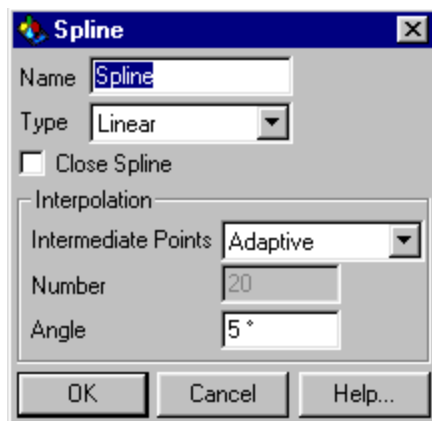 Spline
Name Spline
Type Linear
Close Spline
Interpolation
Intermediate Points Adaptive
Number 20
Angle 5 °
OK Cancel Help...